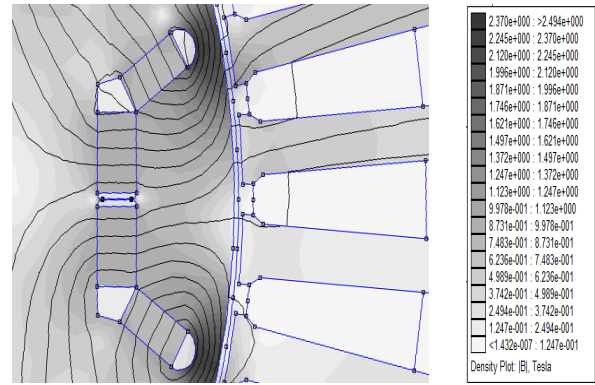 2.370e+000 : >2.494e+000
2.245e+000 : 2.370e+000
2.120e+000 : 2.245e+000
1.996e+000 : 2.120e+000
1.871e+000 : 1.996e+000
1.746e+000 : 1.871e+000
1.621e+000 : 1.746e+000
1.497e+000 : 1.621e+000
1.372e+000 : 1.497e+000
1.247e+000 : 1.372e+000
1.123e+000 : 1.247e+000
9.978e-001 : 1.123e+000
8.731e-001 : 9.978e-001
7.483e-001 : 8.731e-001
6.236e-001 : 7.483e-001
4.989e-001 : 6.236e-001
3.742e-001 : 4.989e-001
2.494e-001 : 3.742e-001
1.247e-001 : 2.494e-001
<1.432e-007 : 1.247e-001
Density Plot: |B|, Tesla